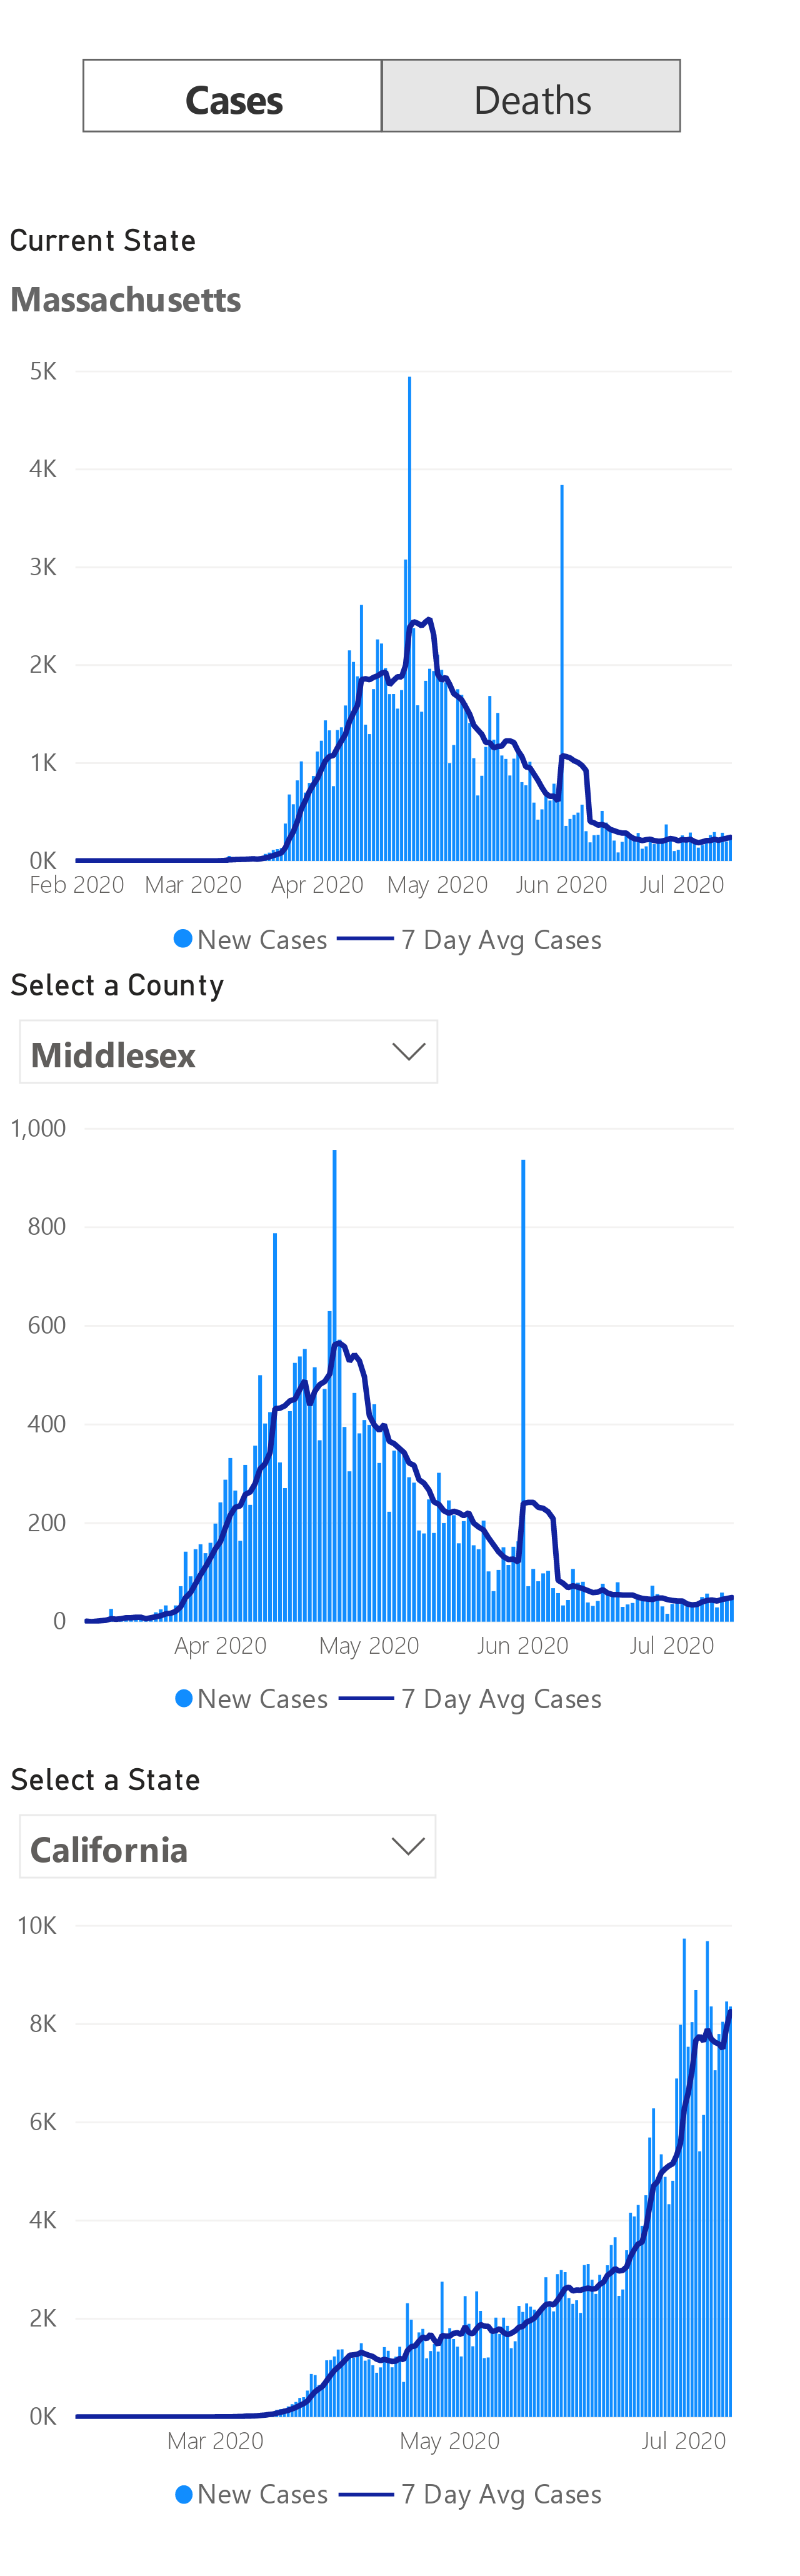 Cases Deaths
Current State
Massachusetts
5K
4K
3K
2K
1K
0K
Feb 2020 Mar 2020 Apr 2020 May 2020 Jun 2020 Jul 2020
New Cases 7 Day Avg Cases
Select a County
Middlesex
1,000
800
600
400
200
0
Apr 2020 May 2020 Jun 2020 Jul 2020
New Cases 7 Day Avg Cases
Select a State
California
10K
8K
6K
4K
2K
0K
Mar 2020 May 2020 Jul 2020
New Cases 7 Day Avg Cases